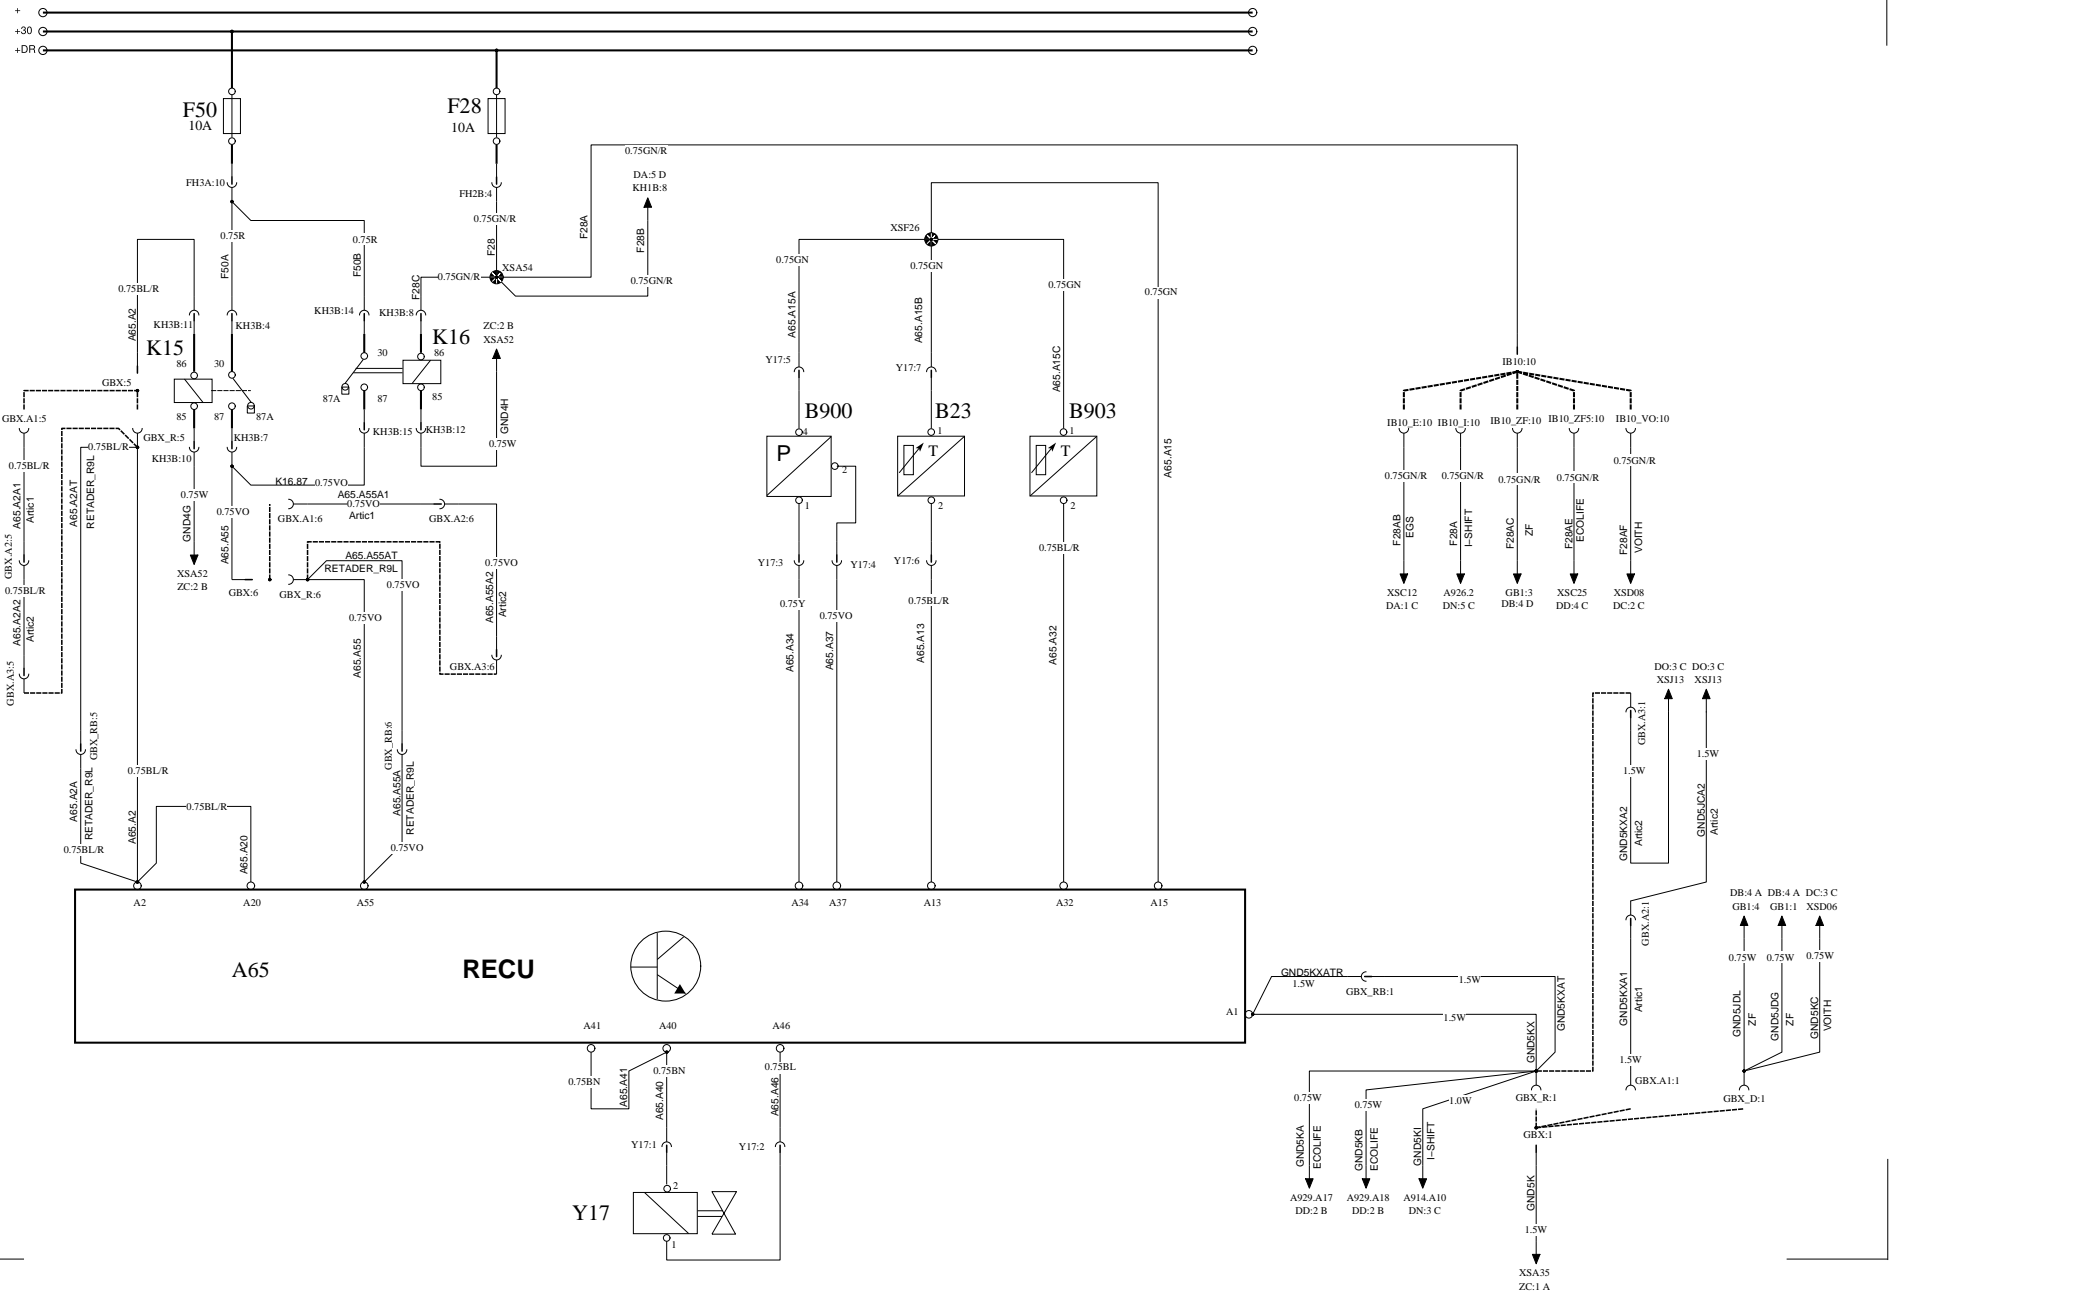 +
+30
+DR
F50
10A
F28
10A
0.75GN/R
DA:5 D
KH1B:8
FH3A:10
FH2B:4
0.75GN/R
F28A
F28B
XSF26
0.75R
0.75R
F50A
F50B
F28
XSA54
0.75GN/R
F28C
0.75GN/R
0.75GN
0.75GN
0.75GN
0.75GN
0.75BL/R
A65.A2
A65.A15A
A65.A15B
A65.A15C
KH3B:11
KH3B:4
KH3B:14
KH3B:8
ZC:2 B
XSA52
K15
K16
86
30
30
86
Y17:5
Y17:7
IB10:10
GBX:5
85
87
87A
87A
87
85
GND4H
B900
B23
B903
4
1
1
GBX.A1:5
GBX_R:5
KH3B:7
KH3B:15
KH3B:12
0.75W
0.75BL/R
KH3B:10
P
2
T
T
IB10_E:10
IB10_I:10
IB10_ZF:10
IB10_ZF5:10
IB10_VO:10
0.75BL/R
A65.A2A1
Artic1
A65.A2AT
RETADER_R9L
0.75W
GND4G
K16.87
0.75VO
0.75VO
A65.A55
A65.A55A1
0.75VO
Artic1
GBX.A1:6
GBX.A2:6
1
2
2
A65.A15
0.75GN/R
0.75GN/R
0.75GN/R
0.75GN/R
0.75GN/R
F28AB
EGS
F28A
I-SHIFT
F28AC
ZF
F28AE
ECOLIFE
F28AF
VOITH
GBX.A2:5
XSA52
ZC:2 B
A65.A55AT
RETADER_R9L
0.75VO
0.75VO
A65.A55A2
Artic2
0.75BL/R
Y17:3
Y17:4
Y17:6
0.75BL/R
A65.A2A2
Artic2
GBX:6
GBX_R:6
0.75VO
0.75Y
0.75VO
0.75BL/R
XSC12
DA:1 C
A926.2
DN:5 C
GB1:3
DB:4 D
XSC25
DD:4 C
XSD08
DC:2 C
A65.A55
A65.A34
A65.A37
A65.A13
A65.A32
GBX.A3:5
GBX.A3:6
DO:3 C
XSJ13
DO:3 C
XSJ13
GBX.A3:1
GBX_RB:5
GBX_RB:6
0.75BL/R
1.5W
1.5W
A65.A2A
RETADER_R9L
A65.A2
0.75BL/R
A65.A20
A65.A55A
RETADER_R9L
GND5KXA2
Artic2
GND5JCA2
Artic2
0.75BL/R
0.75VO
A2
A20
A55
A34
A37
A13
A32
A15
DB:4 A
GB1:4
DB:4 A
GB1:1
DC:3 C
XSD06
GBX.A2:1
A65
RECU
GND5KXATR
1.5W
GBX_RB:1
1.5W
0.75W
0.75W
0.75W
GND5KXAT
GND5KXA1
Artic1
GND5JDL
ZF
GND5JDG
ZF
GND5KC
VOITH
A41
A40
A46
A1
1.5W
GND5KX
1.5W
0.75BN
A65.A41
0.75BN
A65.A40
0.75BL
A65.A46
GBX.A1:1
0.75W
0.75W
1.0W
GBX_R:1
GBX_D:1
GBX:1
GND5KA
ECOLIFE
GND5KB
ECOLIFE
GND5KI
I-SHIFT
Y17:1
Y17:2
Y17
2
1
A929.A17
DD:2 B
A929.A18
DD:2 B
A914.A10
DN:3 C
GND5K
1.5W
XSA35
ZC:1 A